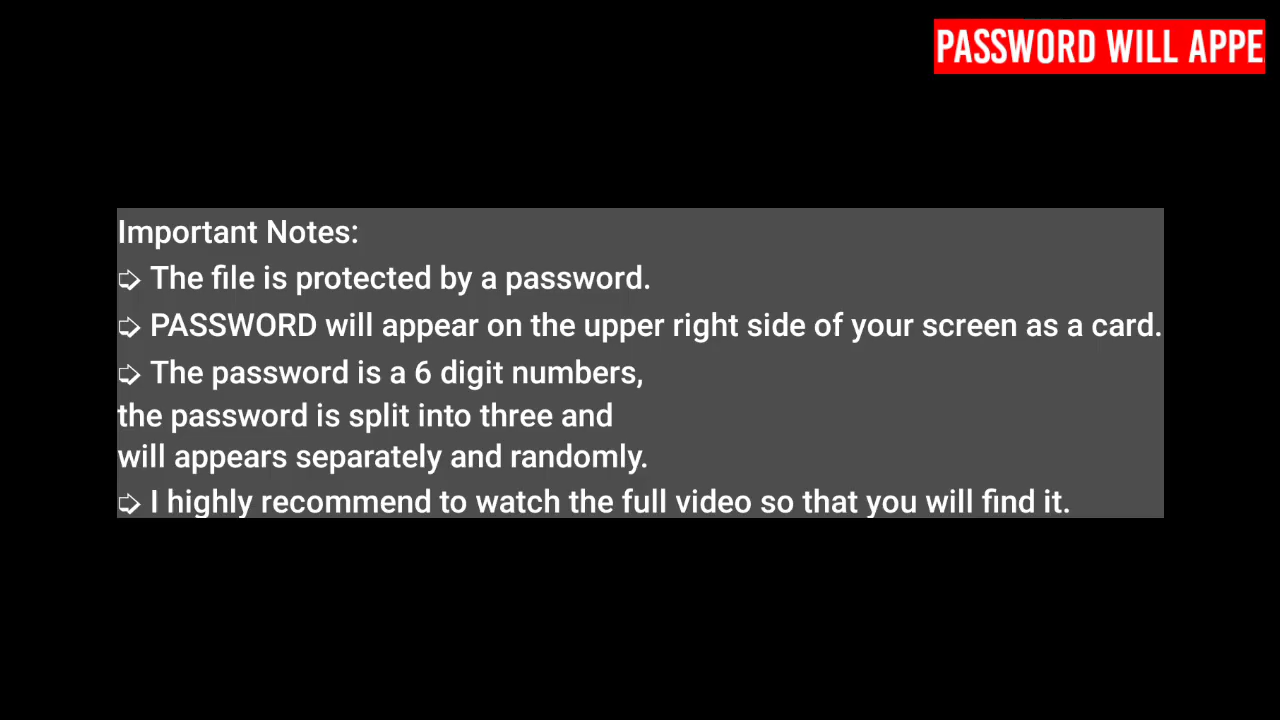 PASSWORD WILL APPE
Important Notes:
➩ The file is protected by a password.
➩ PASSWORD will appear on the upper right side of your screen as a card.
➩ The password is a 6 digit numbers,
the password is split into three and
will appears separately and randomly.
➩ I highly recommend to watch the full video so that you will find it.